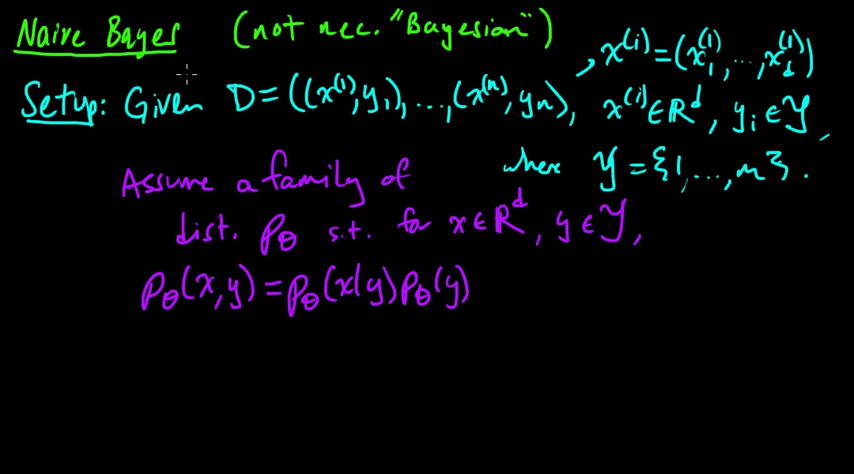 Naive Bayes (not nec. "Bayesian")
, x^(i) = (x_1^(i), ..., x_d^(i))
Setup: Given D = ((x^(1), y_1), ..., (x^(n), y_n), x^(i) ∈ ℝ^d, y_i ∈ 𝒴,
where 𝒴 = {1, ..., m}.
Assume a family of
dist. p_θ s.t. for x ∈ ℝ^d, y ∈ 𝒴,
p_θ(x, y) = p_θ(x|y) p_θ(y)